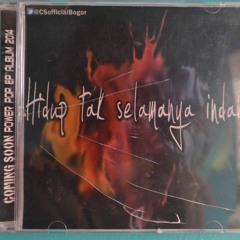 @CSofficialBogor
Hidup tak selamanya indah
COMING SOON POWER POP EP ALBUM 2014